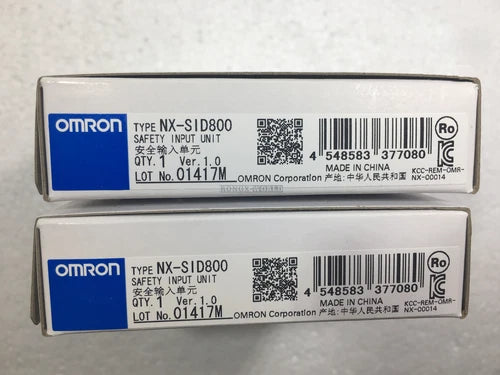 OMRON
TYPE NX-SID800
SAFETY INPUT UNIT
安全输入单元
QTY. 1 Ver.1.0
LOT No. 01417M
4 548583 377080
MADE IN CHINA
OMRON Corporation 产地:中华人民共和国
Ro
KCC-REM-OMR-
NX-00014
RONGX-WORLD
OMRON
TYPE NX-SID800
SAFETY INPUT UNIT
安全输入单元
QTY. 1 Ver.1.0
LOT No. 01417M
4 548583 377080
MADE IN CHINA
OMRON Corporation 产地:中华人民共和国
Ro
KCC-REM-OMR-
NX-00014